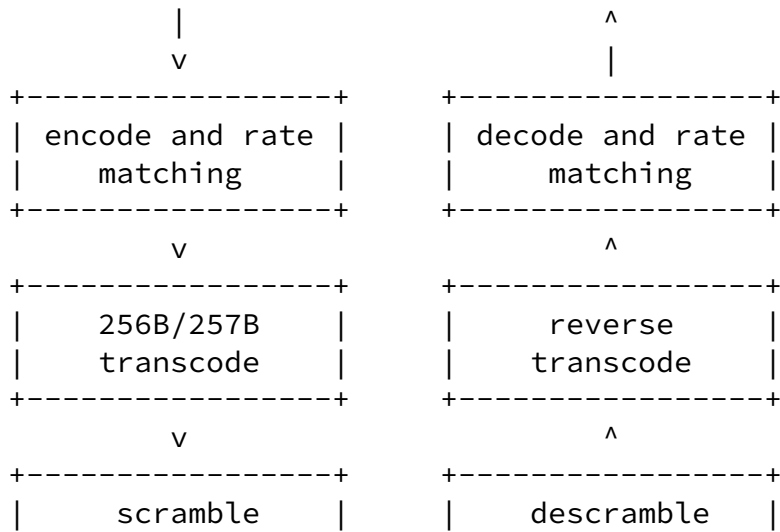 encode and rate matching
decode and rate matching
256B/257B transcode
reverse transcode
scramble
descramble